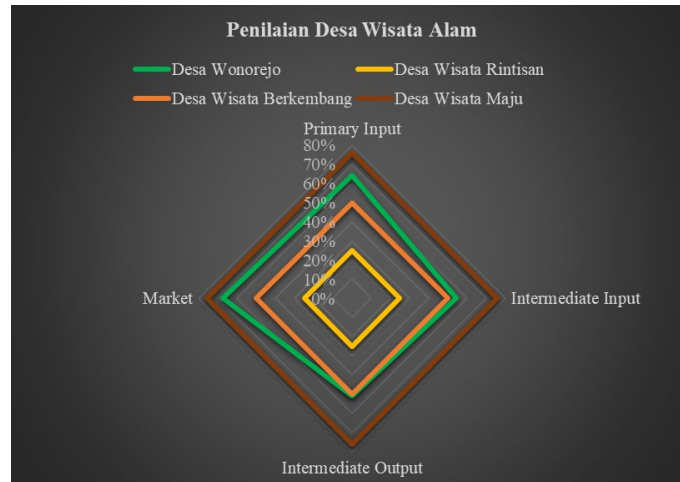 Penilaian Desa Wisata Alam
Desa Wonorejo
Desa Wisata Rintisan
Desa Wisata Berkembang
Desa Wisata Maju
Primary Input
80%
70%
60%
50%
40%
30%
20%
10%
0%
Market
Intermediate Input
Intermediate Output